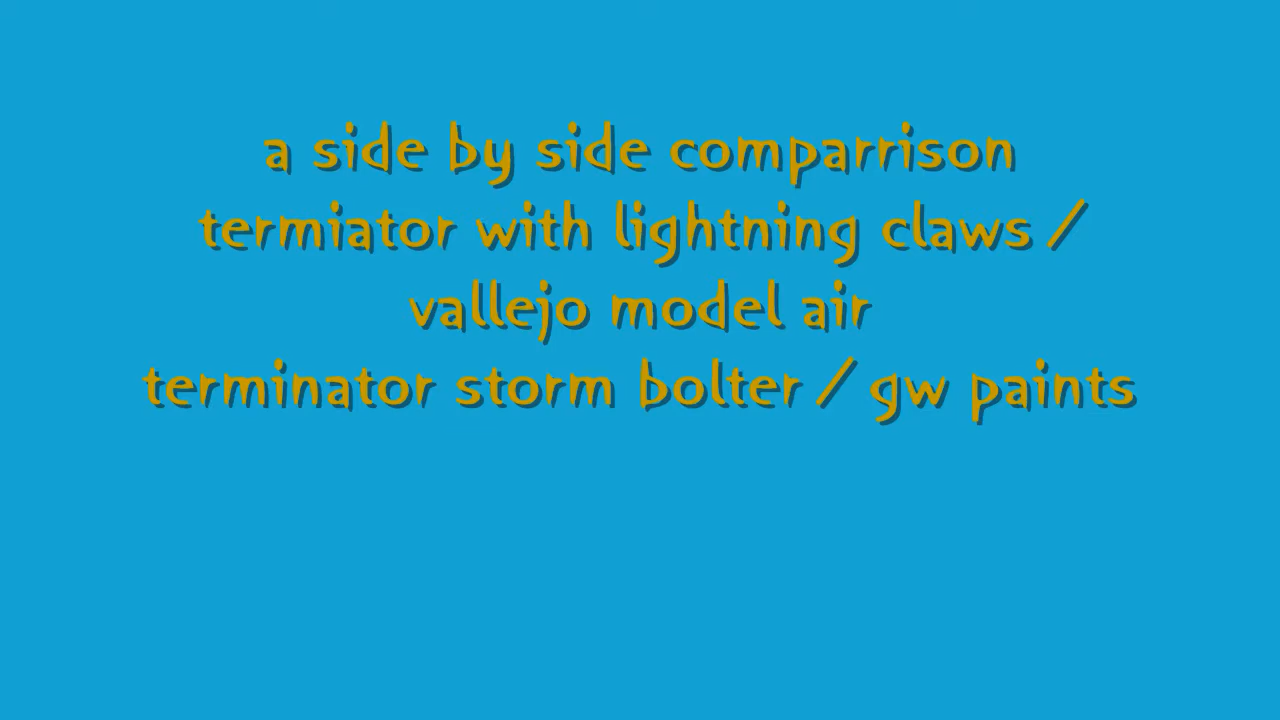 a side by side comparrison
termiator with lightning claws /
vallejo model air
terminator storm bolter / gw paints